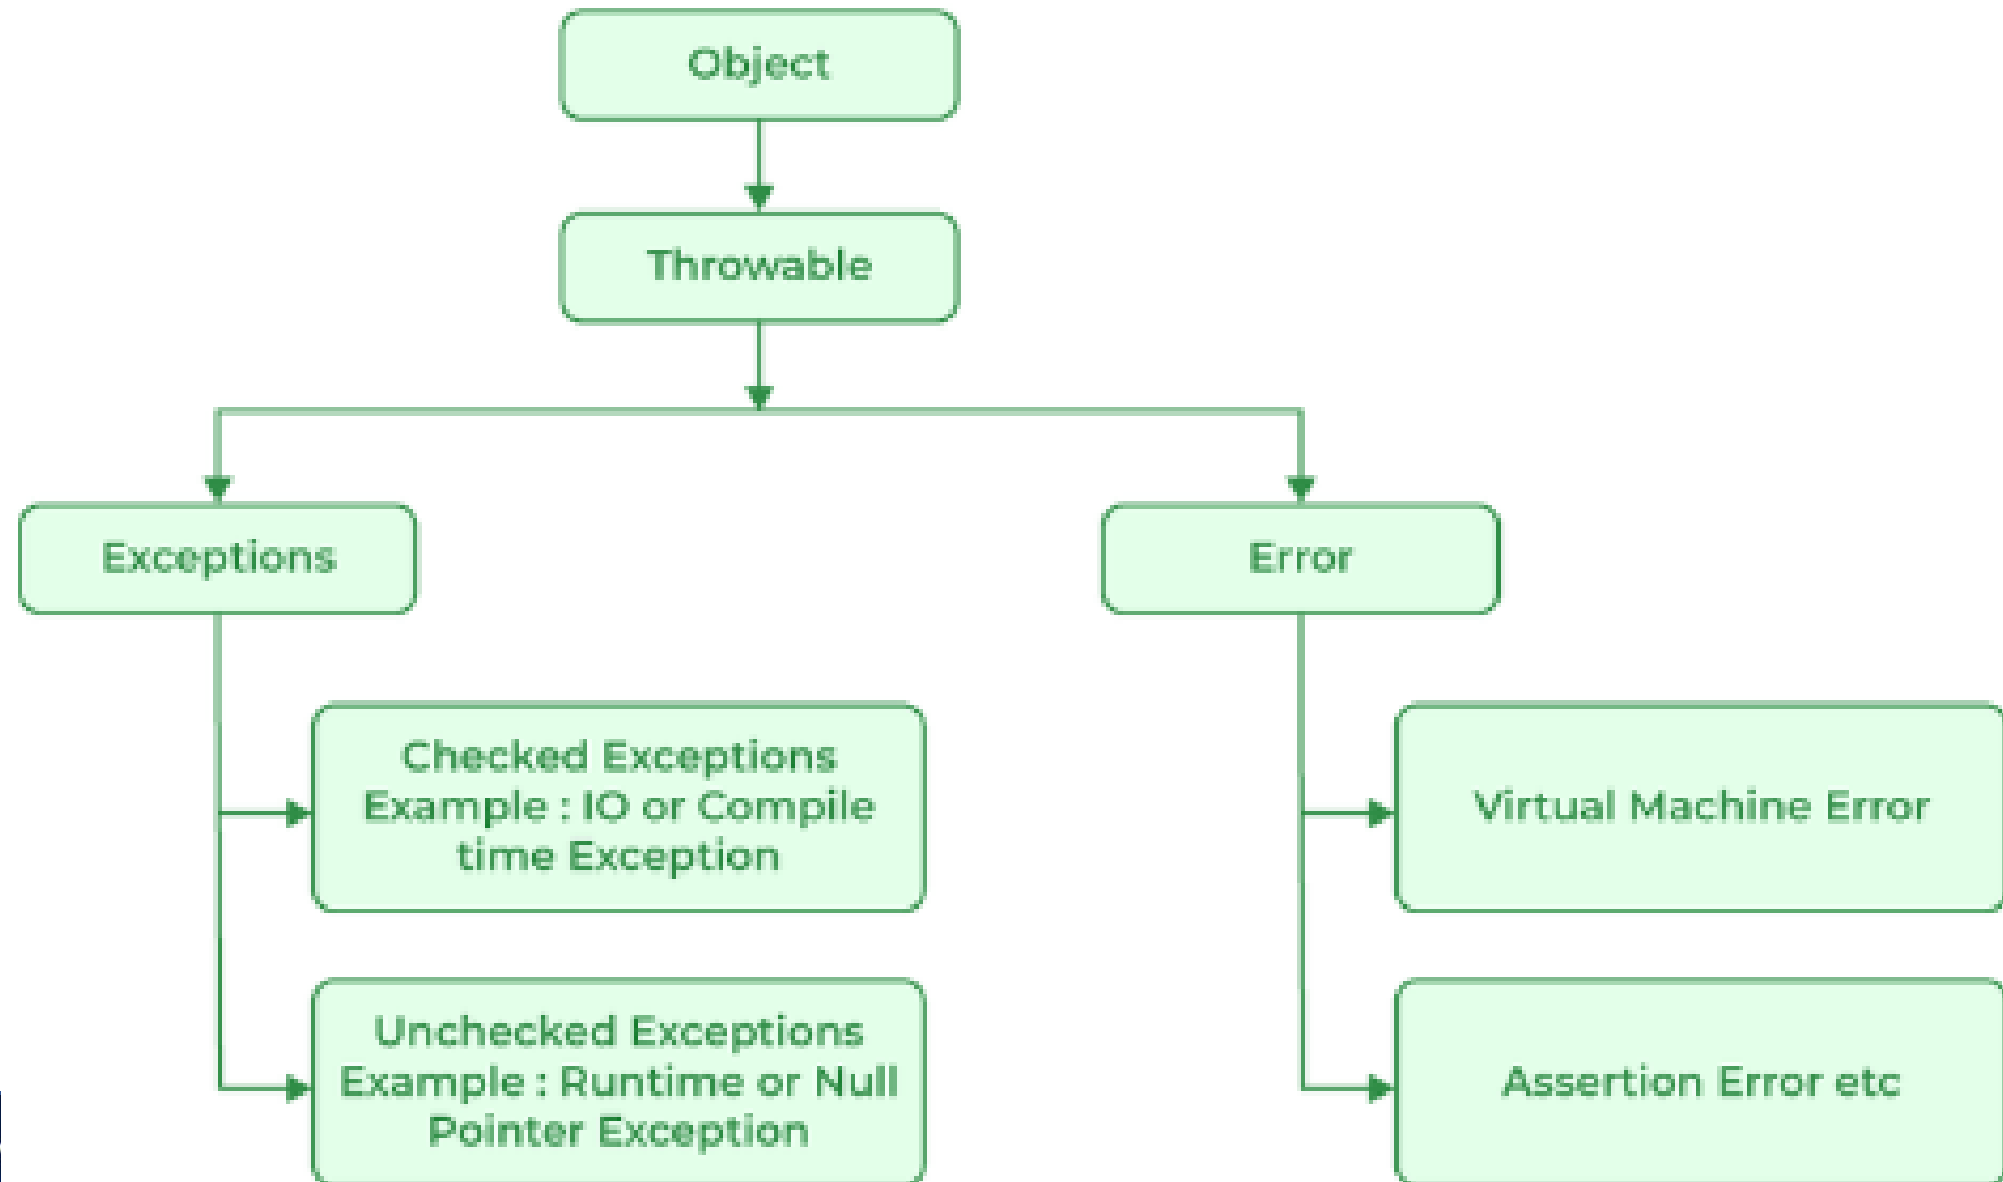 Object
Throwable
Exceptions
Error
Checked Exceptions
Example : IO or Compile
time Exception
Virtual Machine Error
Unchecked Exceptions
Example : Runtime or Null
Pointer Exception
Assertion Error etc